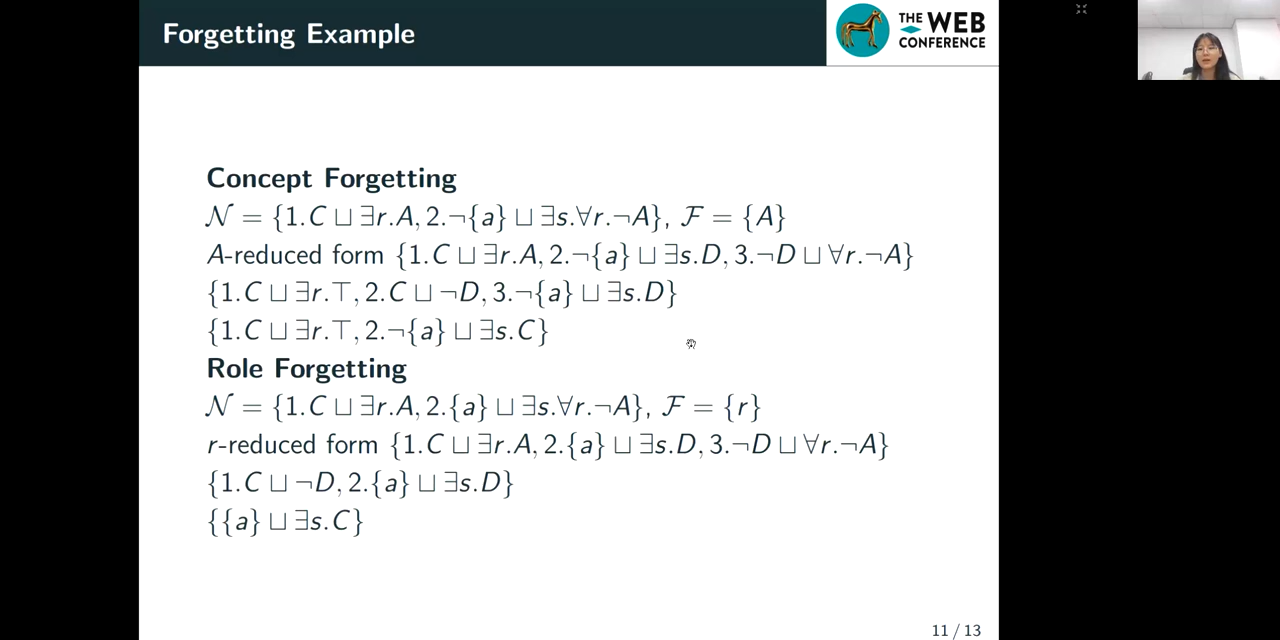 Forgetting Example
THE WEB
CONFERENCE
Concept Forgetting
𝒩 = {1.C ⊔ ∃r.A, 2.¬{a} ⊔ ∃s.∀r.¬A}, ℱ = {A}
A-reduced form {1.C ⊔ ∃r.A, 2.¬{a} ⊔ ∃s.D, 3.¬D ⊔ ∀r.¬A}
{1.C ⊔ ∃r.⊤, 2.C ⊔ ¬D, 3.¬{a} ⊔ ∃s.D}
{1.C ⊔ ∃r.⊤, 2.¬{a} ⊔ ∃s.C}
Role Forgetting
𝒩 = {1.C ⊔ ∃r.A, 2.{a} ⊔ ∃s.∀r.¬A}, ℱ = {r}
r-reduced form {1.C ⊔ ∃r.A, 2.{a} ⊔ ∃s.D, 3.¬D ⊔ ∀r.¬A}
{1.C ⊔ ¬D, 2.{a} ⊔ ∃s.D}
{{a} ⊔ ∃s.C}
11 / 13